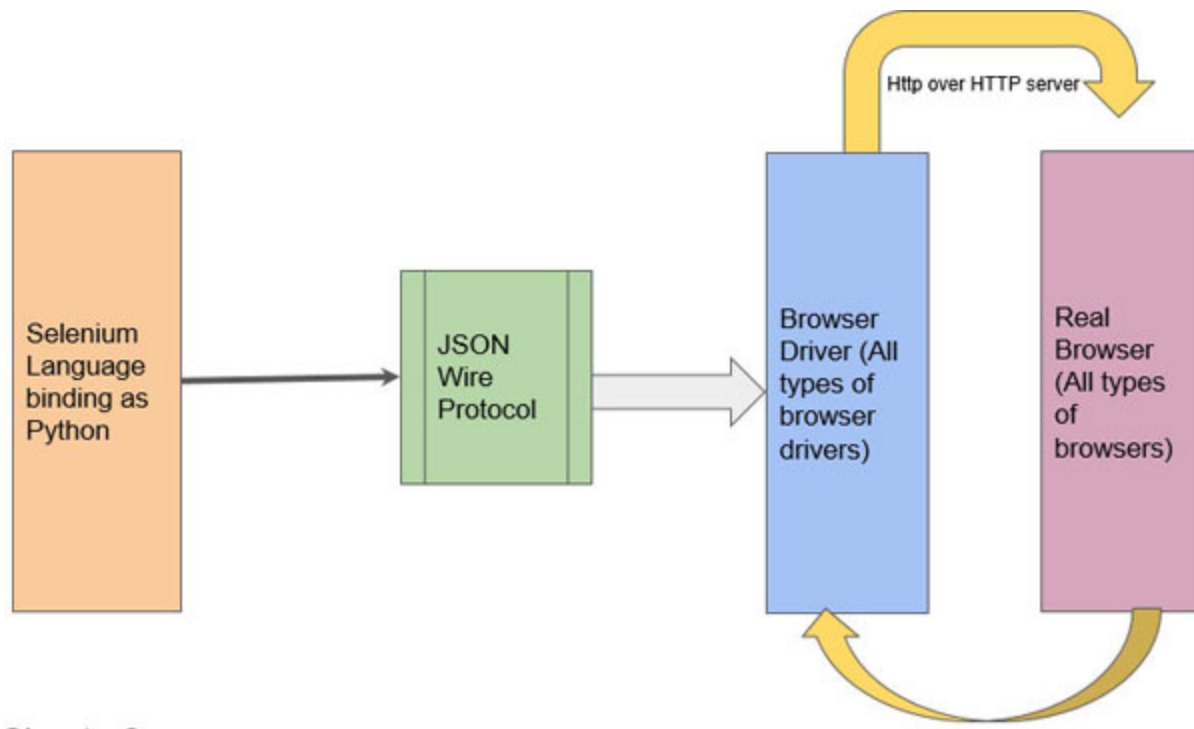 Http over HTTP server
Selenium
Language
binding as
Python
JSON
Wire
Protocol
Browser
Driver (All
types of
browser
drivers)
Real
Browser
(All types
of
browsers)